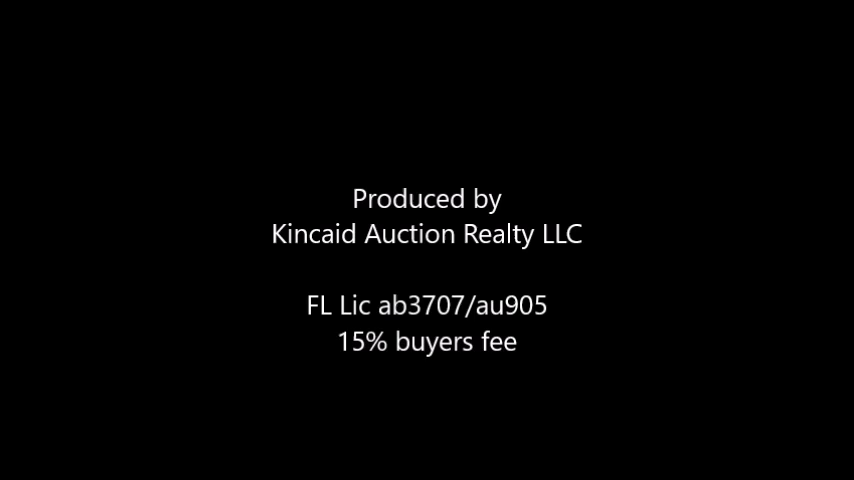 Produced by
Kincaid Auction Realty LLC
FL Lic ab3707/au905
15% buyers fee